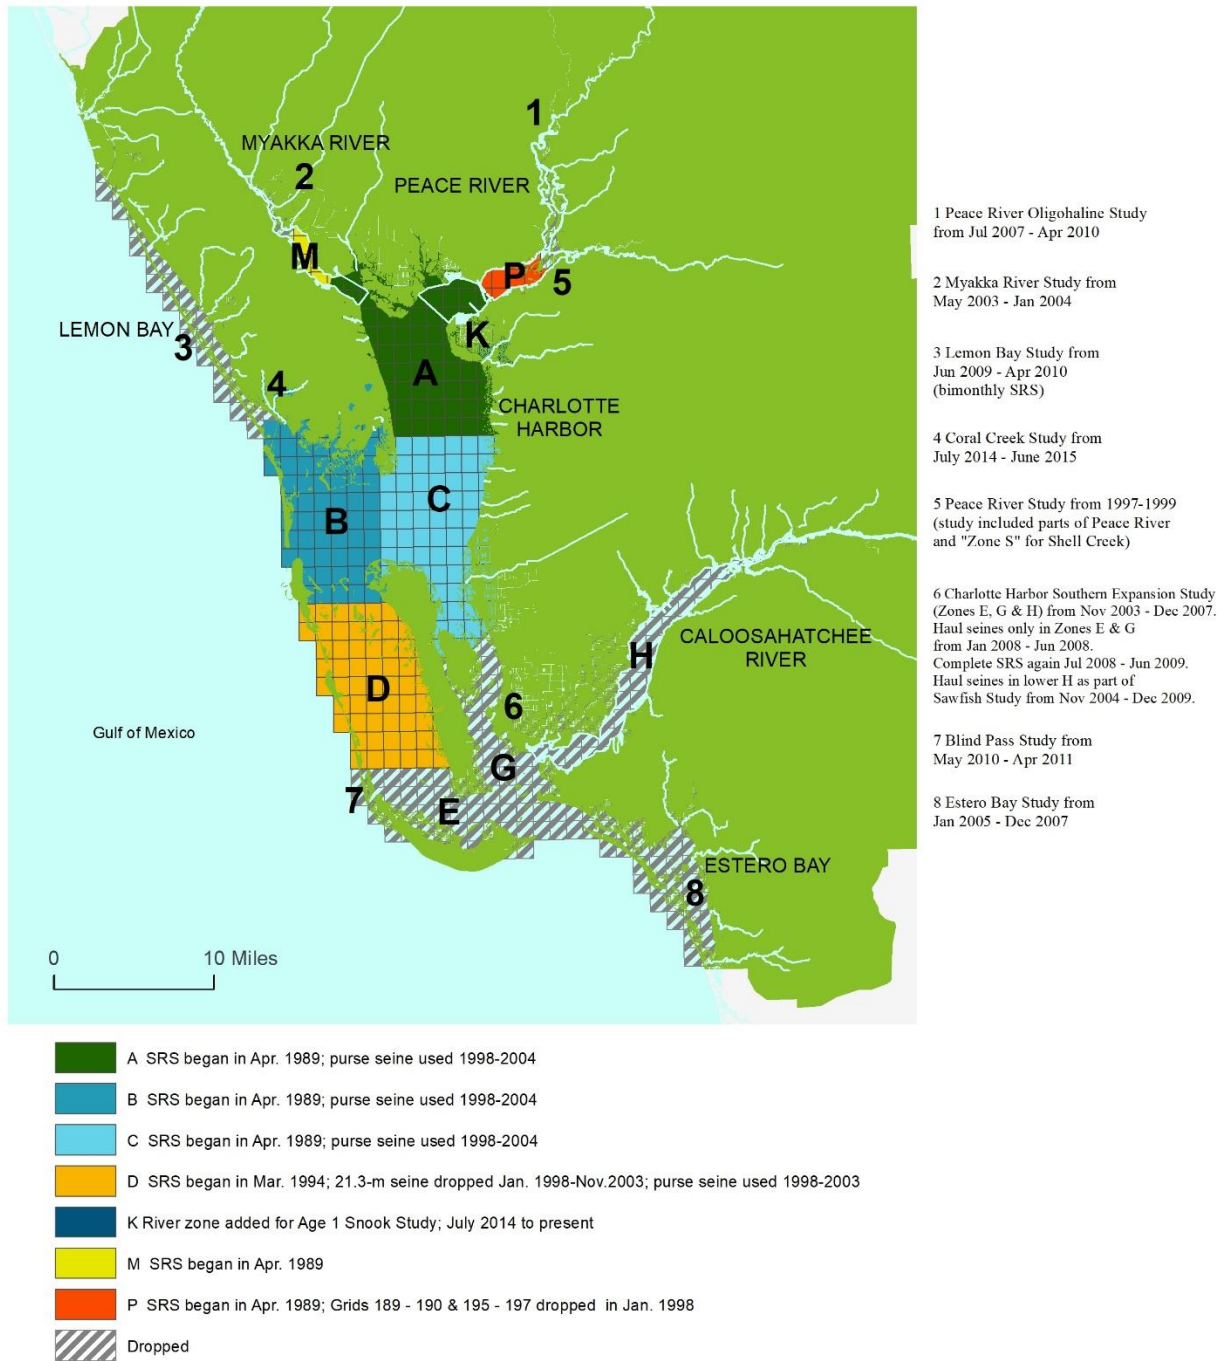 1
MYAKKA RIVER
2
PEACE RIVER
M
P
5
LEMON BAY
3
K
4
A
CHARLOTTE
HARBOR
B
C
H
CALOOSAHATCHEE
RIVER
D
6
Gulf of Mexico
G
7
E
ESTERO BAY
8
0 10 Miles
1 Peace River Oligohaline Study
from Jul 2007 - Apr 2010
2 Myakka River Study from
May 2003 - Jan 2004
3 Lemon Bay Study from
Jun 2009 - Apr 2010
(bimonthly SRS)
4 Coral Creek Study from
July 2014 - June 2015
5 Peace River Study from 1997-1999
(study included parts of Peace River
and "Zone S" for Shell Creek)
6 Charlotte Harbor Southern Expansion Study
(Zones E, G & H) from Nov 2003 - Dec 2007.
Haul seines only in Zones E & G
from Jan 2008 - Jun 2008.
Complete SRS again Jul 2008 - Jun 2009.
Haul seines in lower H as part of
Sawfish Study from Nov 2004 - Dec 2009.
7 Blind Pass Study from
May 2010 - Apr 2011
8 Estero Bay Study from
Jan 2005 - Dec 2007
A SRS began in Apr. 1989; purse seine used 1998-2004
B SRS began in Apr. 1989; purse seine used 1998-2004
C SRS began in Apr. 1989; purse seine used 1998-2004
D SRS began in Mar. 1994; 21.3-m seine dropped Jan. 1998-Nov.2003; purse seine used 1998-2003
K River zone added for Age 1 Snook Study; July 2014 to present
M SRS began in Apr. 1989
P SRS began in Apr. 1989; Grids 189 - 190 & 195 - 197 dropped in Jan. 1998
Dropped